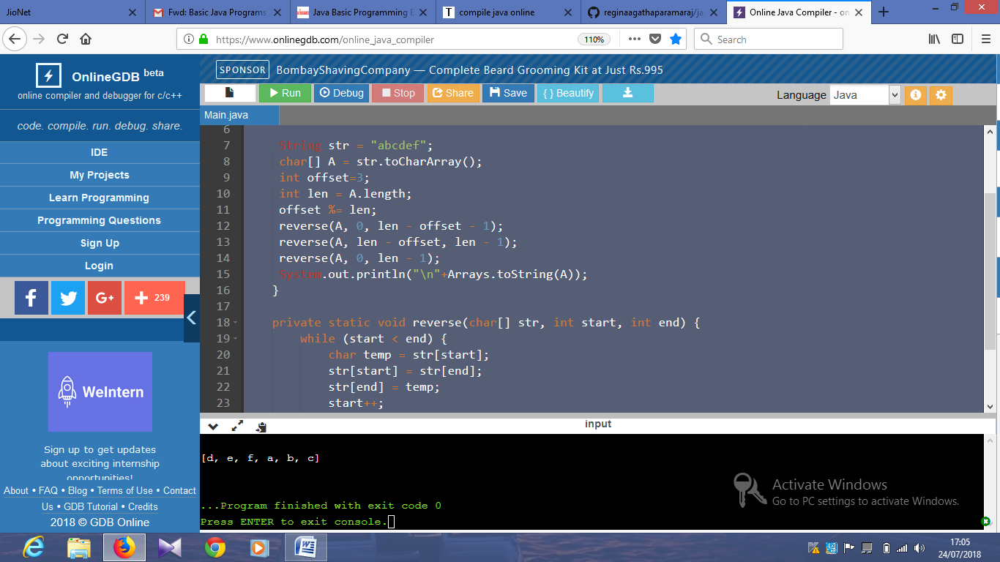 JioNet
Fwd: Basic Java Programs
Java Basic Programming E
compile java online
reginaagathaparamaraj/ja
Online Java Compiler - on
https://www.onlinegdb.com/online_java_compiler
110%
Search
OnlineGDB beta
online compiler and debugger for c/c++
code. compile. run. debug. share.
IDE
My Projects
Learn Programming
Programming Questions
Sign Up
Login
f
G+
+ 239
WeIntern
Sign up to get updates
about exciting internship
opportunities!
About • FAQ • Blog • Terms of Use • Contact
Us • GDB Tutorial • Credits
2018 © GDB Online
SPONSOR BombayShavingCompany — Complete Beard Grooming Kit at Just Rs.995
Run
Debug
Stop
Share
Save
{ } Beautify
Language Java
Main.java
6
7 String str = "abcdef";
8 char[] A = str.toCharArray();
9 int offset=3;
10 int len = A.length;
11 offset %= len;
12 reverse(A, 0, len - offset - 1);
13 reverse(A, len - offset, len - 1);
14 reverse(A, 0, len - 1);
15 System.out.println("\n"+Arrays.toString(A));
16 }
17
18 private static void reverse(char[] str, int start, int end) {
19 while (start < end) {
20 char temp = str[start];
21 str[start] = str[end];
22 str[end] = temp;
23 start++;
input
[d, e, f, a, b, c]
...Program finished with exit code 0
Press ENTER to exit console.
Activate Windows
Go to PC settings to activate Windows.
17:05
24/07/2018